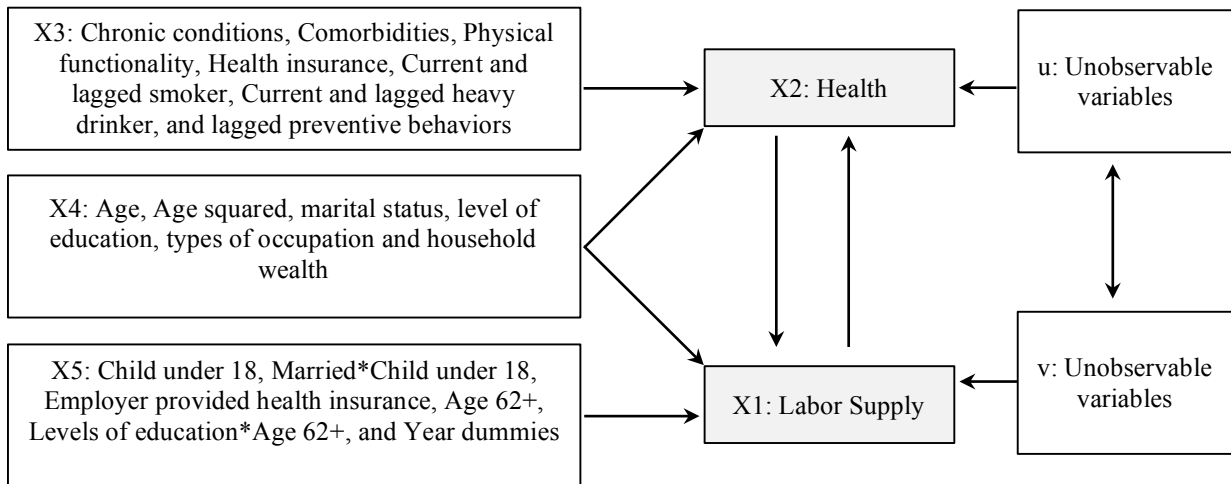 X3: Chronic conditions, Comorbidities, Physical
functionality, Health insurance, Current and
lagged smoker, Current and lagged heavy
drinker, and lagged preventive behaviors
X2: Health
u: Unobservable
variables
X4: Age, Age squared, marital status, level of
education, types of occupation and household
wealth
X5: Child under 18, Married*Child under 18,
Employer provided health insurance, Age 62+,
Levels of education*Age 62+, and Year dummies
X1: Labor Supply
v: Unobservable
variables